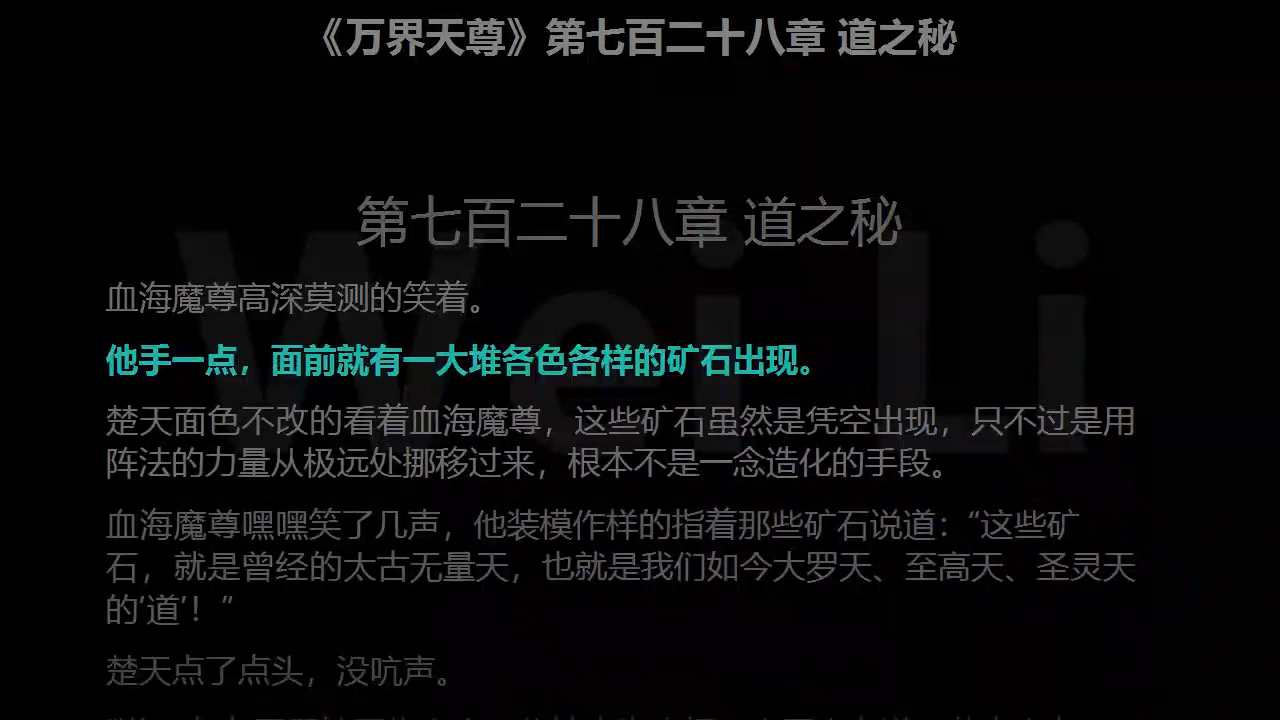 《万界天尊》第七百二十八章 道之秘
第七百二十八章 道之秘
Wei Li
血海魔尊高深莫测的笑着。
他手一点，面前就有一大堆各色各样的矿石出现。
楚天面色不改的看着血海魔尊，这些矿石虽然是凭空出现，只不过是用
阵法的力量从极远处挪移过来，根本不是一念造化的手段。
血海魔尊嘿嘿笑了几声，他装模作样的指着那些矿石说道：“这些矿
石，就是曾经的太古无量天，也就是我们如今大罗天、至高天、圣灵天
的‘道’！”
楚天点了点头，没吭声。